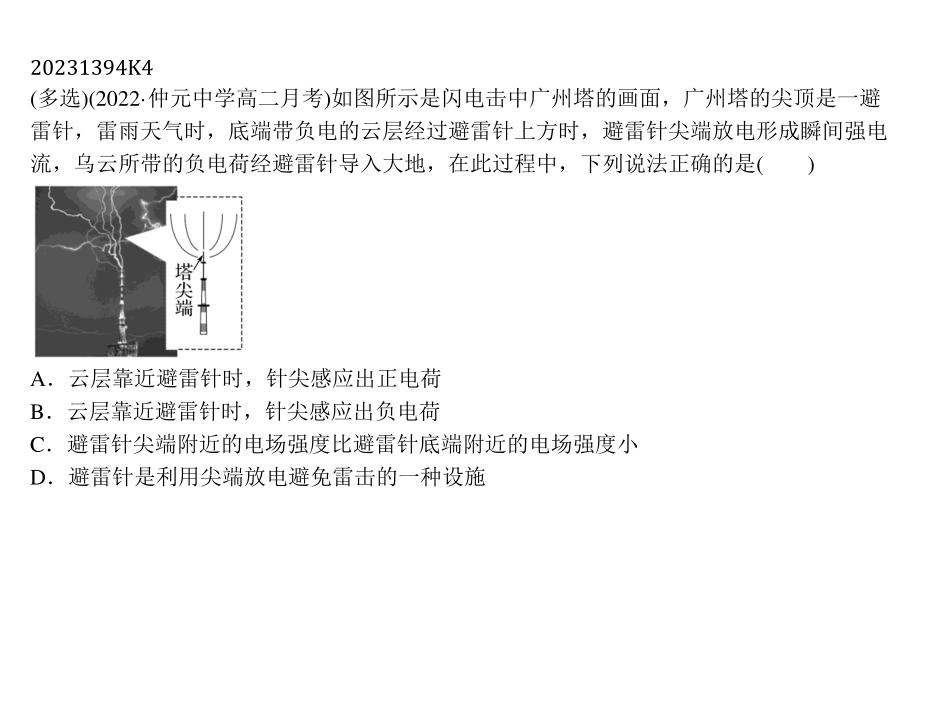 20231394K4
(多选)(2022·仲元中学高二月考)如图所示是闪电击中广州塔的画面，广州塔的尖顶是一避
雷针，雷雨天气时，底端带负电的云层经过避雷针上方时，避雷针尖端放电形成瞬间强电
流，乌云所带的负电荷经避雷针导入大地，在此过程中，下列说法正确的是(　　)
塔尖端
A．云层靠近避雷针时，针尖感应出正电荷
B．云层靠近避雷针时，针尖感应出负电荷
C．避雷针尖端附近的电场强度比避雷针底端附近的电场强度小
D．避雷针是利用尖端放电避免雷击的一种设施